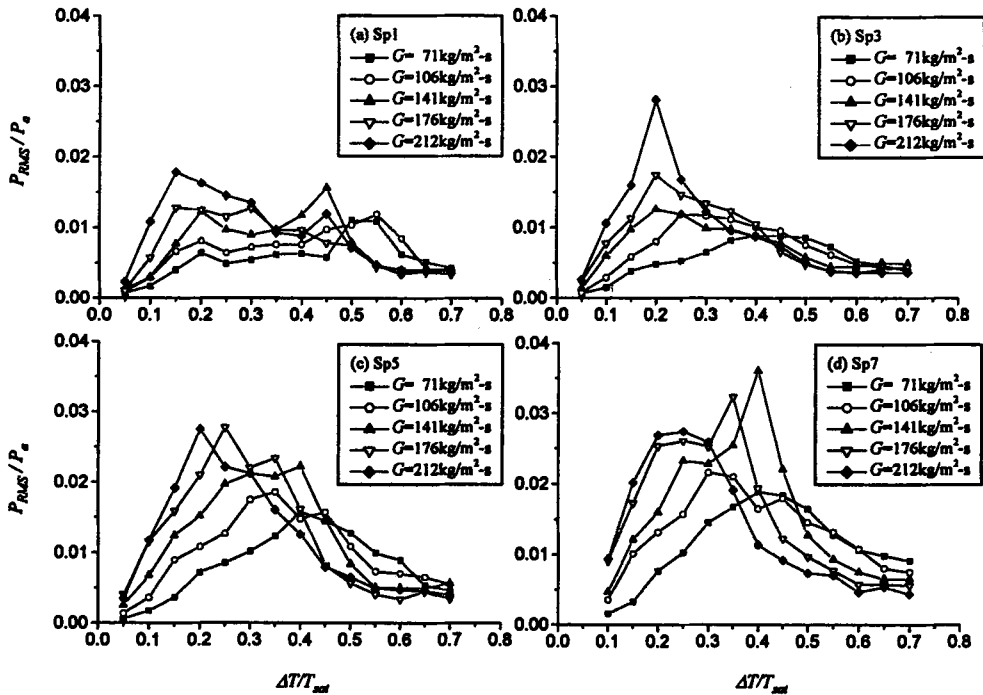 (a) Sp1
G= 71kg/m²-s
G=106kg/m²-s
G=141kg/m²-s
G=176kg/m²-s
G=212kg/m²-s
0.04
0.03
0.02
0.01
0.00
P_RMS / P_a
0.0 0.1 0.2 0.3 0.4 0.5 0.6 0.7 0.8
(b) Sp3
G= 71kg/m²-s
G=106kg/m²-s
G=141kg/m²-s
G=176kg/m²-s
G=212kg/m²-s
0.04
0.03
0.02
0.01
0.00
0.0 0.1 0.2 0.3 0.4 0.5 0.6 0.7 0.8
(c) Sp5
G= 71kg/m²-s
G=106kg/m²-s
G=141kg/m²-s
G=176kg/m²-s
G=212kg/m²-s
0.04
0.03
0.02
0.01
0.00
P_RMS / P_a
0.0 0.1 0.2 0.3 0.4 0.5 0.6 0.7 0.8
ΔT/T_sat
(d) Sp7
G= 71kg/m²-s
G=106kg/m²-s
G=141kg/m²-s
G=176kg/m²-s
G=212kg/m²-s
0.04
0.03
0.02
0.01
0.00
0.0 0.1 0.2 0.3 0.4 0.5 0.6 0.7 0.8
ΔT/T_sat